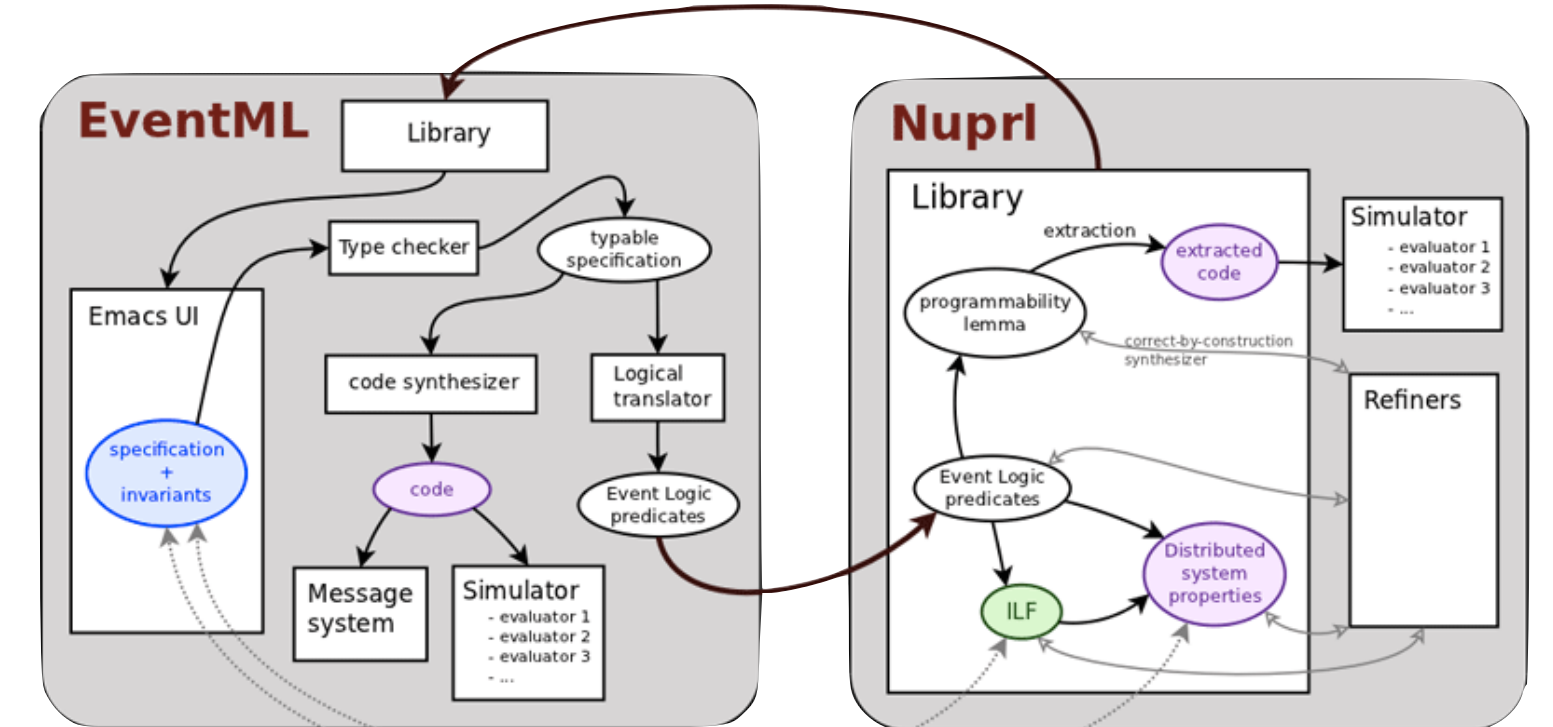 EventML
Library
Type checker
typable
specification
Emacs UI
specification
+
invariants
code synthesizer
Logical
translator
code
Event Logic
predicates
Message
system
Simulator
- evaluator 1
- evaluator 2
- evaluator 3
- ...
Nuprl
Library
extraction
extracted
code
Simulator
- evaluator 1
- evaluator 2
- evaluator 3
- ...
programmability
lemma
correct-by-construction
synthesizer
Refiners
Event Logic
predicates
Distributed
system
properties
ILF